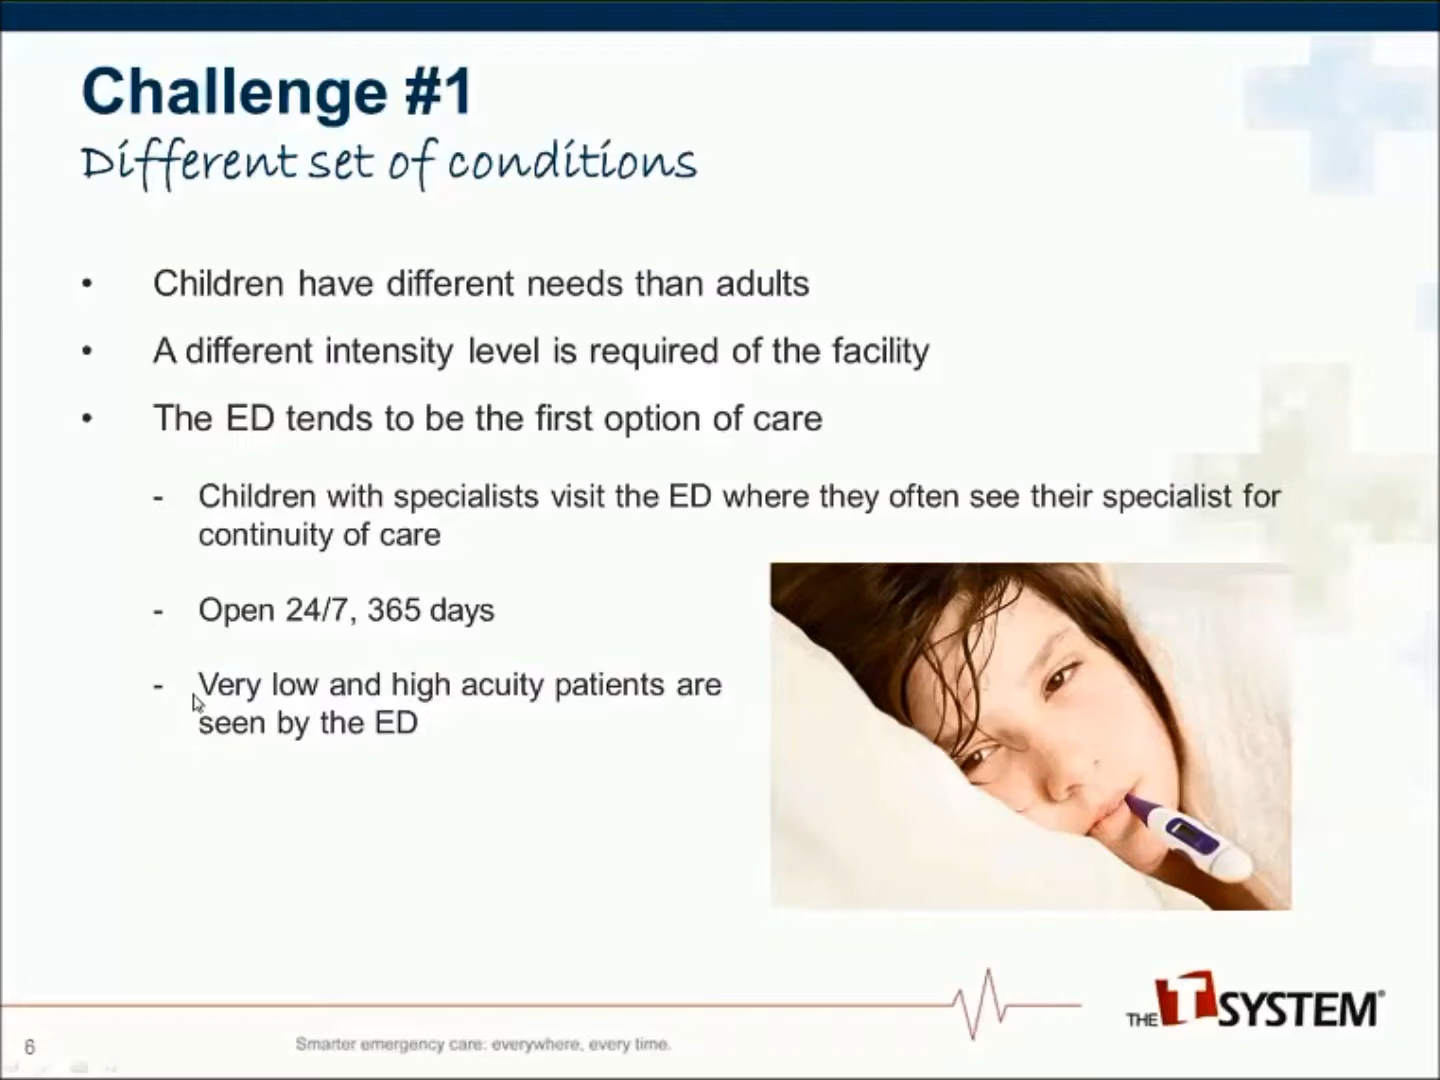 Challenge #1
Different set of conditions
• Children have different needs than adults
• A different intensity level is required of the facility
• The ED tends to be the first option of care
- Children with specialists visit the ED where they often see their specialist for
continuity of care
- Open 24/7, 365 days
- Very low and high acuity patients are
seen by the ED
THE T SYSTEM®
6
Smarter emergency care: everywhere, every time.